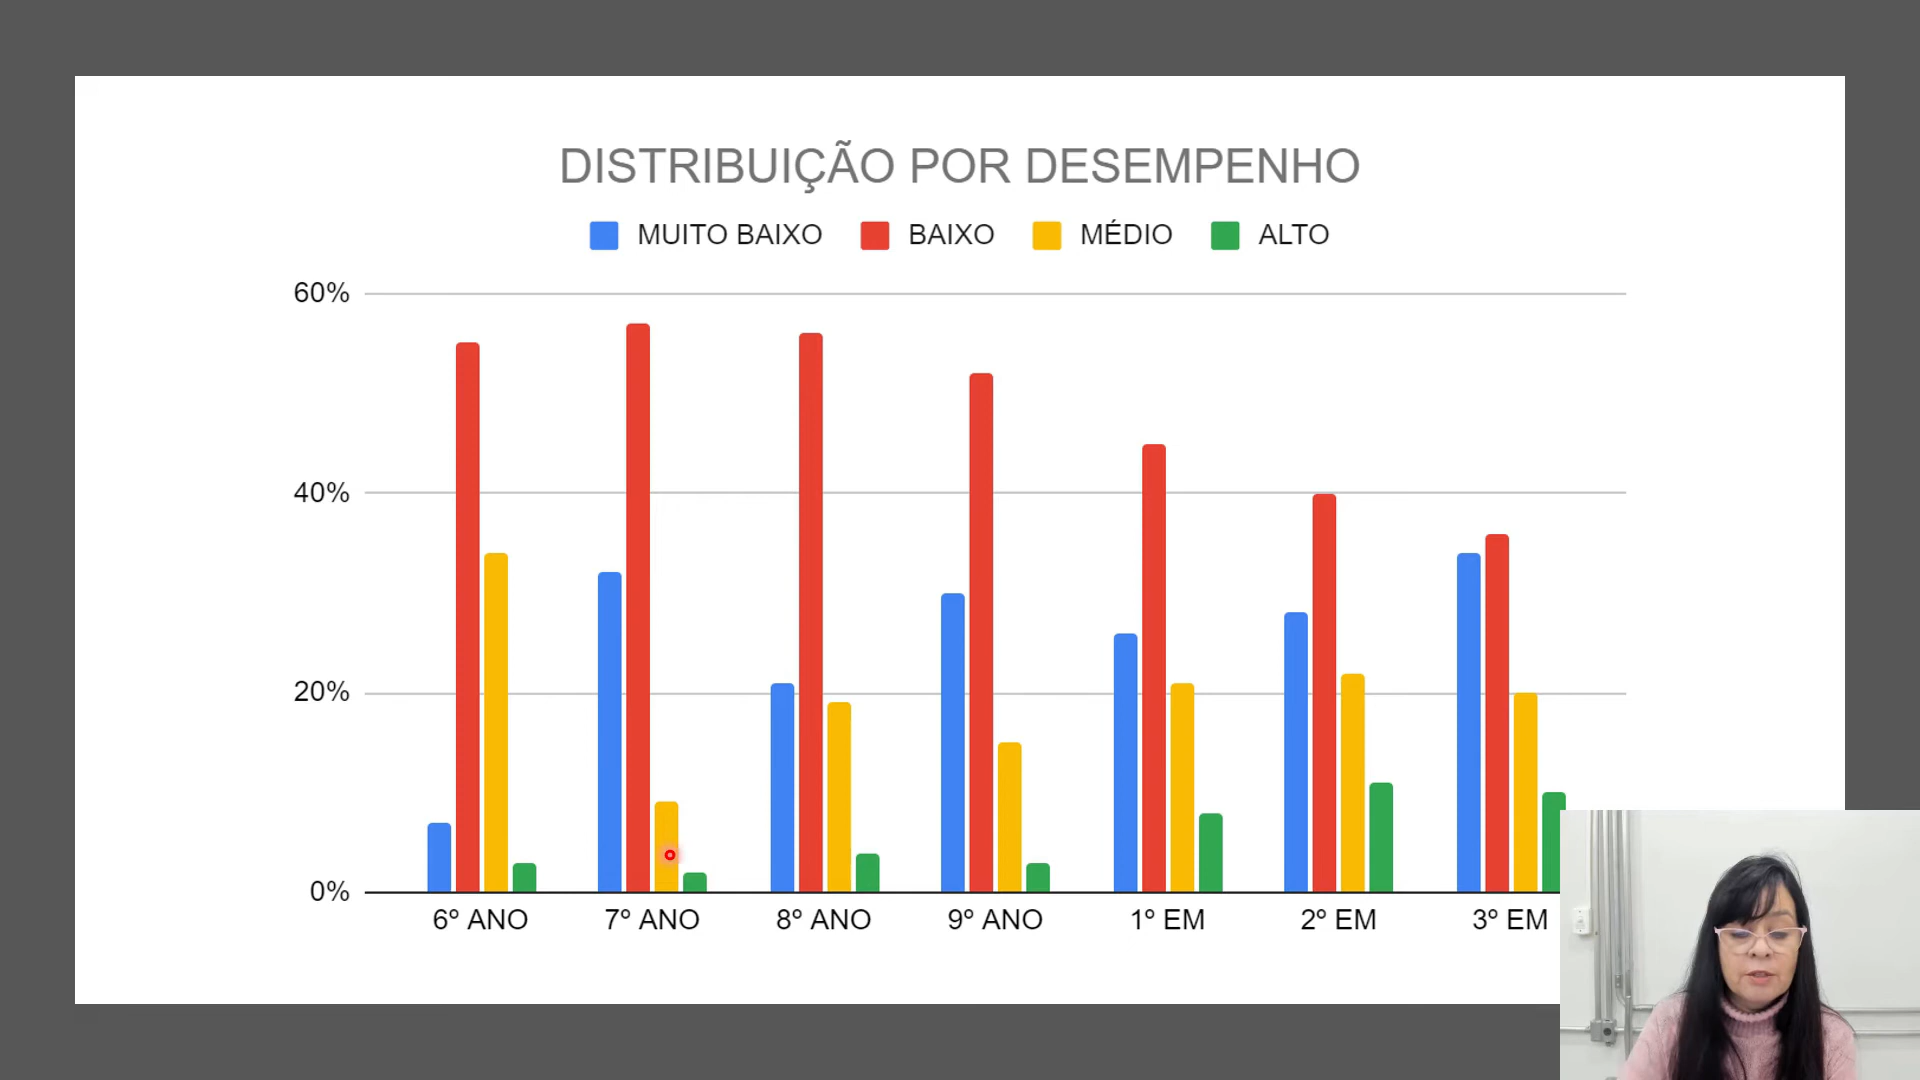 DISTRIBUIÇÃO POR DESEMPENHO
MUITO BAIXO BAIXO MÉDIO ALTO
60%
40%
20%
0%
6º ANO 7º ANO 8º ANO 9º ANO 1º EM 2º EM 3º EM